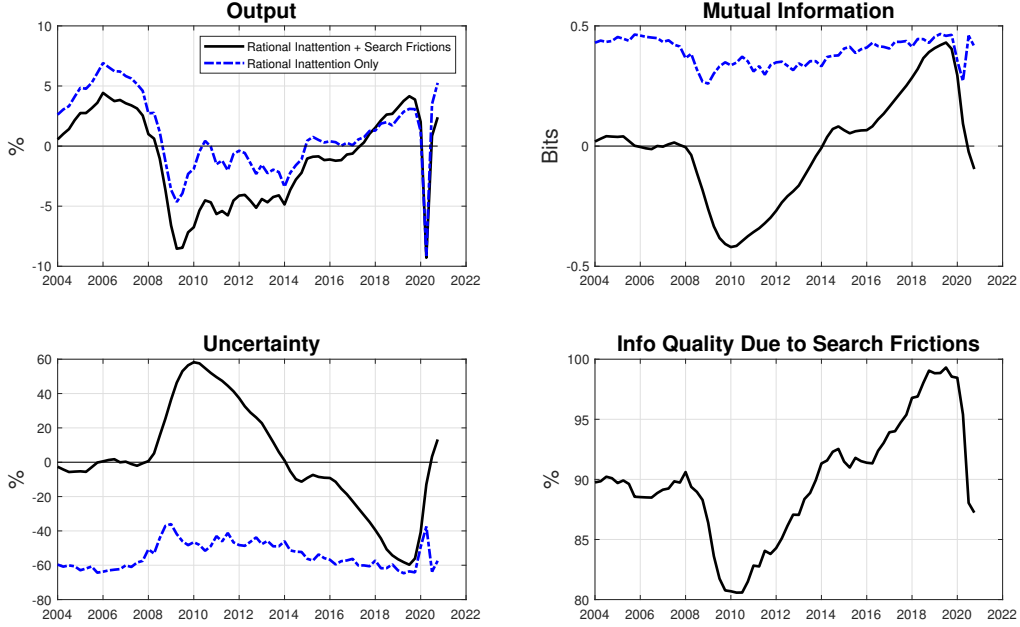 Output
10
5
0
-5
-10
%
Rational Inattention + Search Frictions
Rational Inattention Only
2004 2006 2008 2010 2012 2014 2016 2018 2020 2022
Mutual Information
0.5
0
-0.5
Bits
2004 2006 2008 2010 2012 2014 2016 2018 2020 2022
Uncertainty
60
40
20
0
-20
-40
-60
-80
%
2004 2006 2008 2010 2012 2014 2016 2018 2020 2022
Info Quality Due to Search Frictions
100
95
90
85
80
%
2004 2006 2008 2010 2012 2014 2016 2018 2020 2022